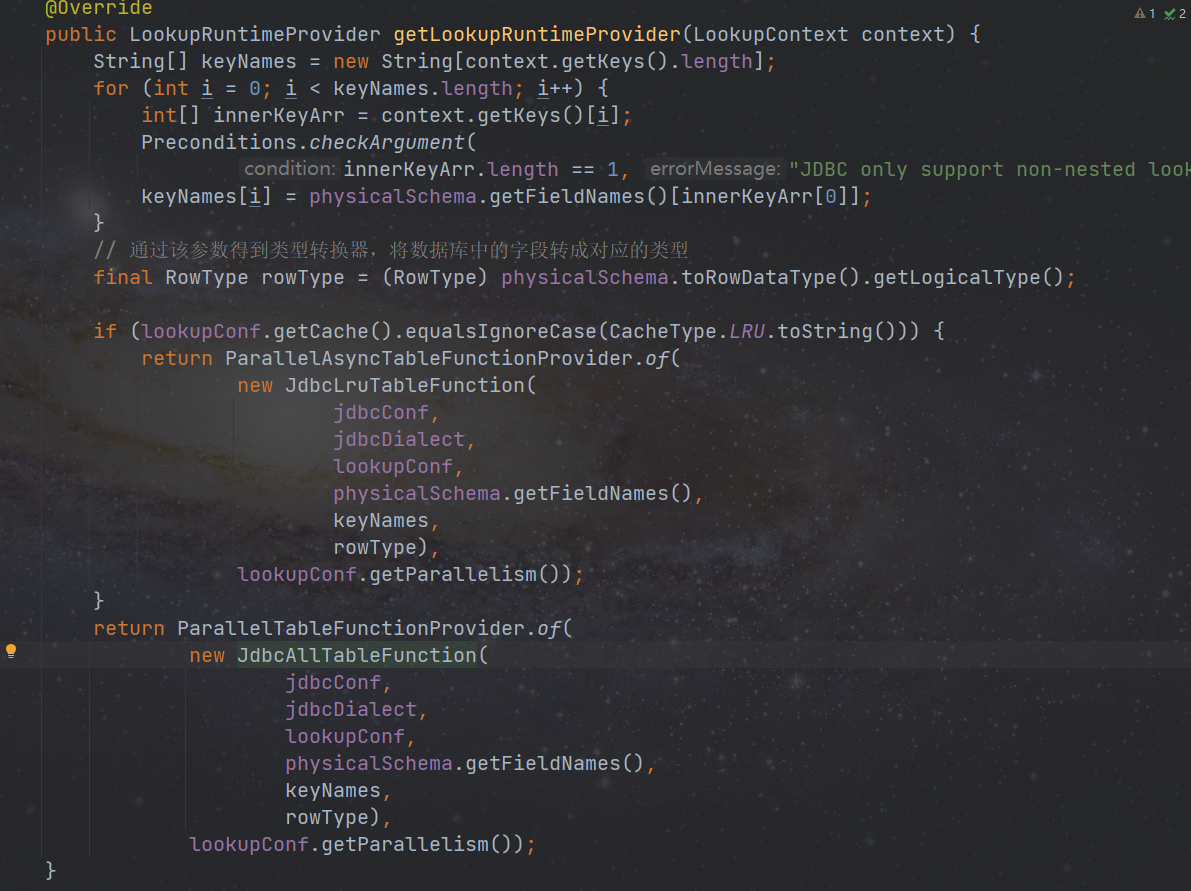 @Override
⚠ 1 ✓ 2
public LookupRuntimeProvider getLookupRuntimeProvider(LookupContext context) {
String[] keyNames = new String[context.getKeys().length];
for (int i = 0; i < keyNames.length; i++) {
int[] innerKeyArr = context.getKeys()[i];
Preconditions.checkArgument(
condition: innerKeyArr.length == 1, errorMessage: "JDBC only support non-nested look
keyNames[i] = physicalSchema.getFieldNames()[innerKeyArr[0]];
}
// 通过该参数得到类型转换器，将数据库中的字段转成对应的类型
final RowType rowType = (RowType) physicalSchema.toRowDataType().getLogicalType();
if (lookupConf.getCache().equalsIgnoreCase(CacheType.LRU.toString())) {
return ParallelAsyncTableFunctionProvider.of(
new JdbcLruTableFunction(
jdbcConf,
jdbcDialect,
lookupConf,
physicalSchema.getFieldNames(),
keyNames,
rowType),
lookupConf.getParallelism());
}
return ParallelTableFunctionProvider.of(
new JdbcAllTableFunction(
jdbcConf,
jdbcDialect,
lookupConf,
physicalSchema.getFieldNames(),
keyNames,
rowType),
lookupConf.getParallelism());
}